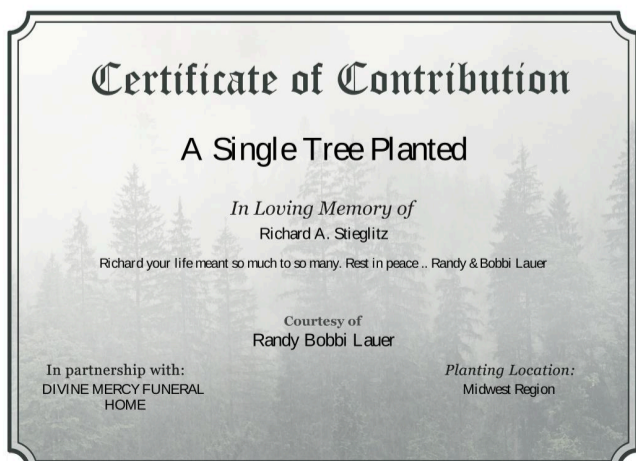 Certificate of Contribution
A Single Tree Planted
In Loving Memory of
Richard A. Stieglitz
Richard your life meant so much to so many. Rest in peace .. Randy & Bobbi Lauer
Courtesy of
Randy Bobbi Lauer
In partnership with:
DIVINE MERCY FUNERAL
HOME
Planting Location:
Midwest Region